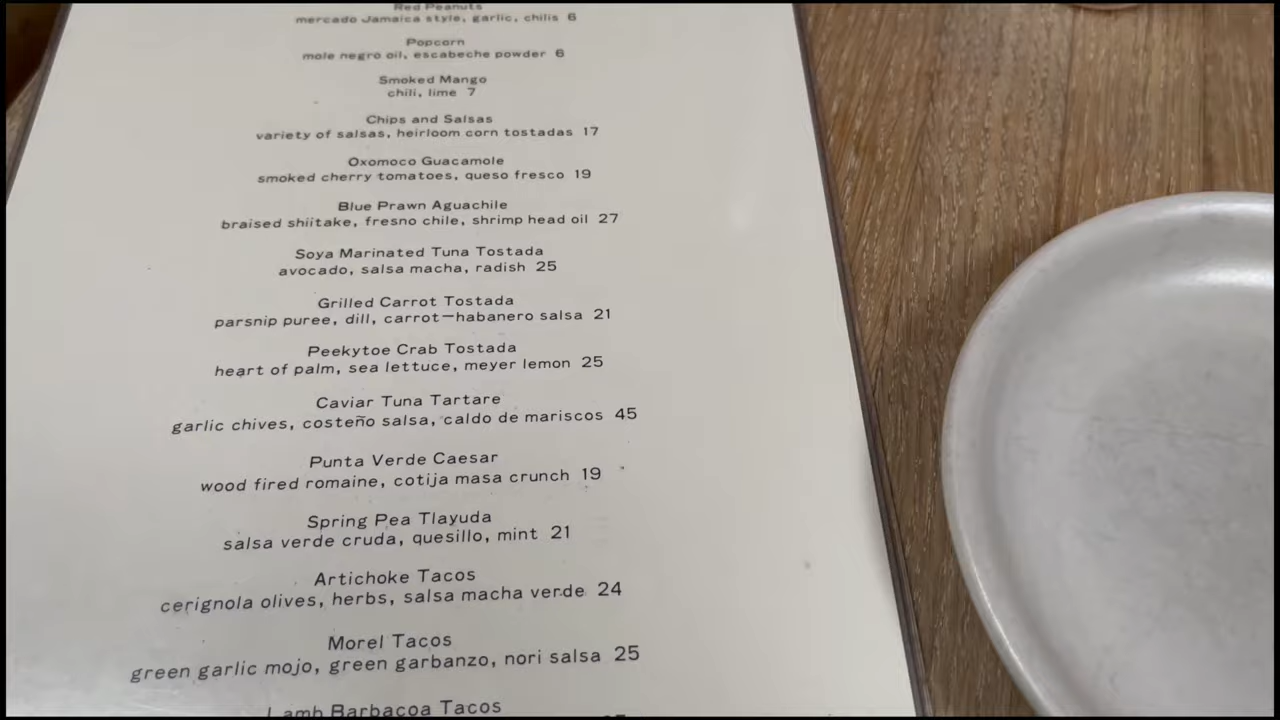 Red Peanuts
mercado Jamaica style, garlic, chilis 6
Popcorn
mole negro oil, escabeche powder 6
Smoked Mango
chili, lime 7
Chips and Salsas
variety of salsas, heirloom corn tostadas 17
Oxomoco Guacamole
smoked cherry tomatoes, queso fresco 19
Blue Prawn Aguachile
braised shiitake, fresno chile, shrimp head oil 27
Soya Marinated Tuna Tostada
avocado, salsa macha, radish 25
Grilled Carrot Tostada
parsnip puree, dill, carrot-habanero salsa 21
Peekytoe Crab Tostada
heart of palm, sea lettuce, meyer lemon 25
Caviar Tuna Tartare
garlic chives, costeño salsa, caldo de mariscos 45
Punta Verde Caesar
wood fired romaine, cotija masa crunch 19
Spring Pea Tlayuda
salsa verde cruda, quesillo, mint 21
Artichoke Tacos
cerignola olives, herbs, salsa macha verde 24
Morel Tacos
green garlic mojo, green garbanzo, nori salsa 25
Lamb Barbacoa Tacos